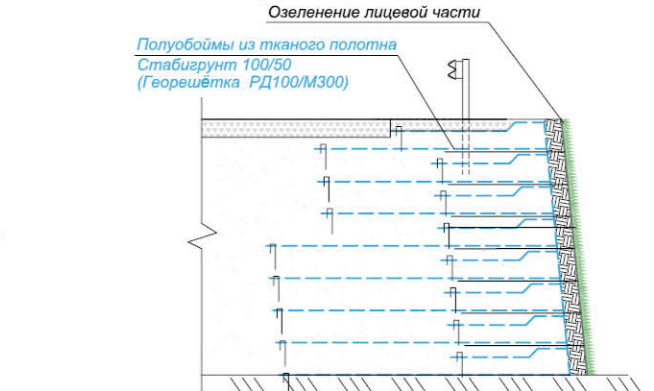 Озеленение лицевой части
Полуобоймы из тканого полотна
Стабигрунт 100/50
(Георешётка РД100/М300)